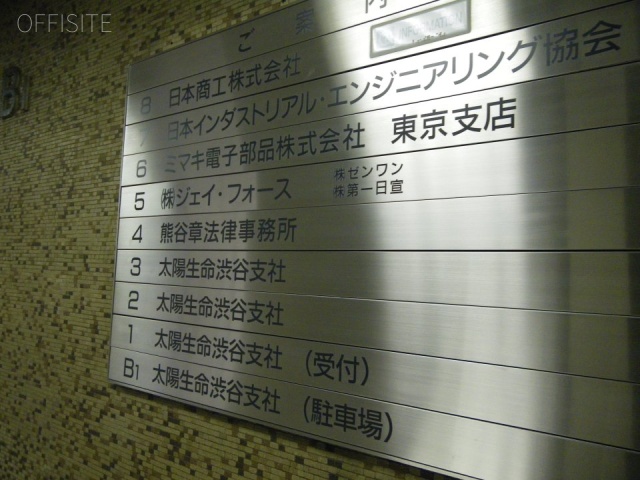 OFFISITE
ご案内
INFORMATION
8 日本商工株式会社
7 日本インダストリアル・エンジニアリング協会
6 ミマキ電子部品株式会社 東京支店
5 ㈱ジェイ・フォース 株ゼンワン
株第一日宣
4 熊谷章法律事務所
3 太陽生命渋谷支社
2 太陽生命渋谷支社
1 太陽生命渋谷支社 (受付)
B1 太陽生命渋谷支社 (駐車場)
B1